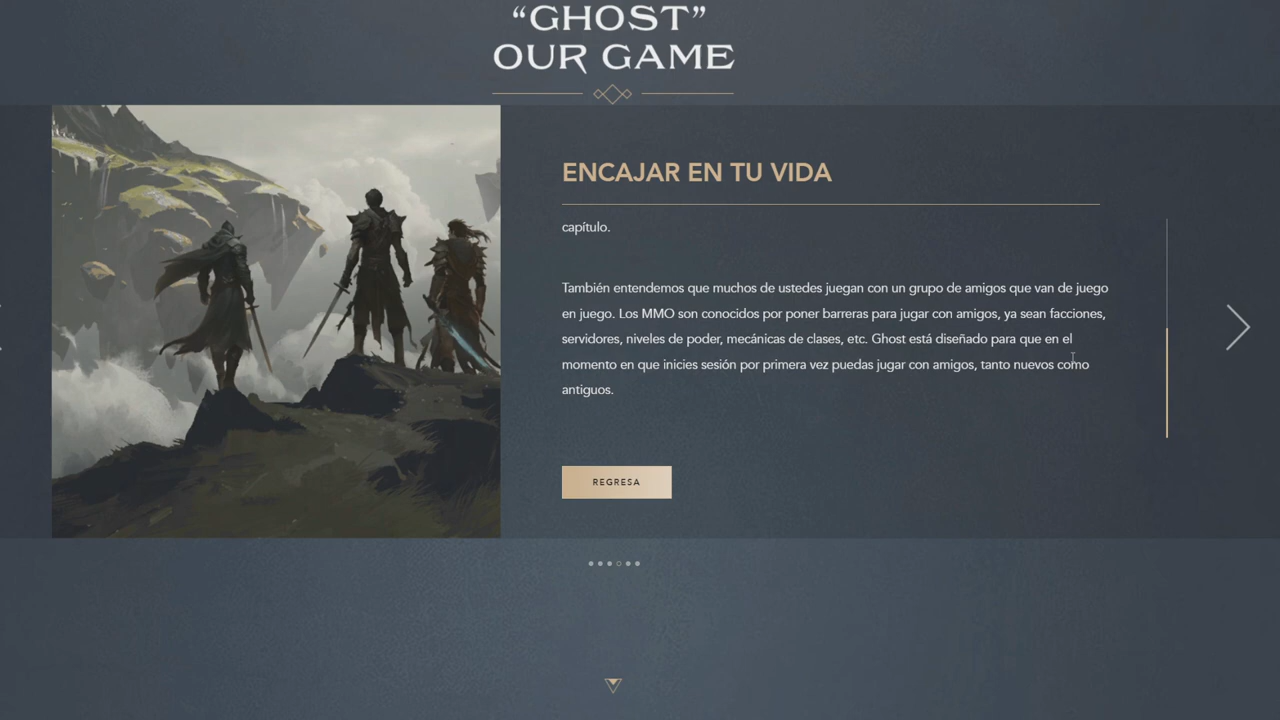 “GHOST”
OUR GAME
ENCAJAR EN TU VIDA
capítulo.
También entendemos que muchos de ustedes juegan con un grupo de amigos que van de juego
en juego. Los MMO son conocidos por poner barreras para jugar con amigos, ya sean facciones,
servidores, niveles de poder, mecánicas de clases, etc. Ghost está diseñado para que en el
momento en que inicies sesión por primera vez puedas jugar con amigos, tanto nuevos como
antiguos.
REGRESA